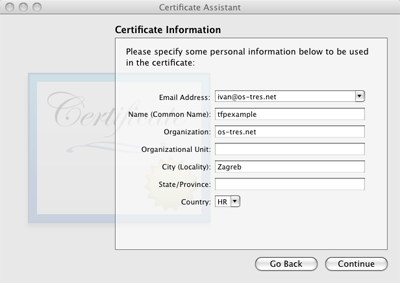 Certificate Assistant
Certificate Information
Please specify some personal information below to be used
in the certificate:
Email Address: ivan@os-tres.net
Name (Common Name): tfpexample
Organization: os-tres.net
Organizational Unit:
City (Locality): Zagreb
State/Province:
Country: HR
Certificate
Go Back Continue